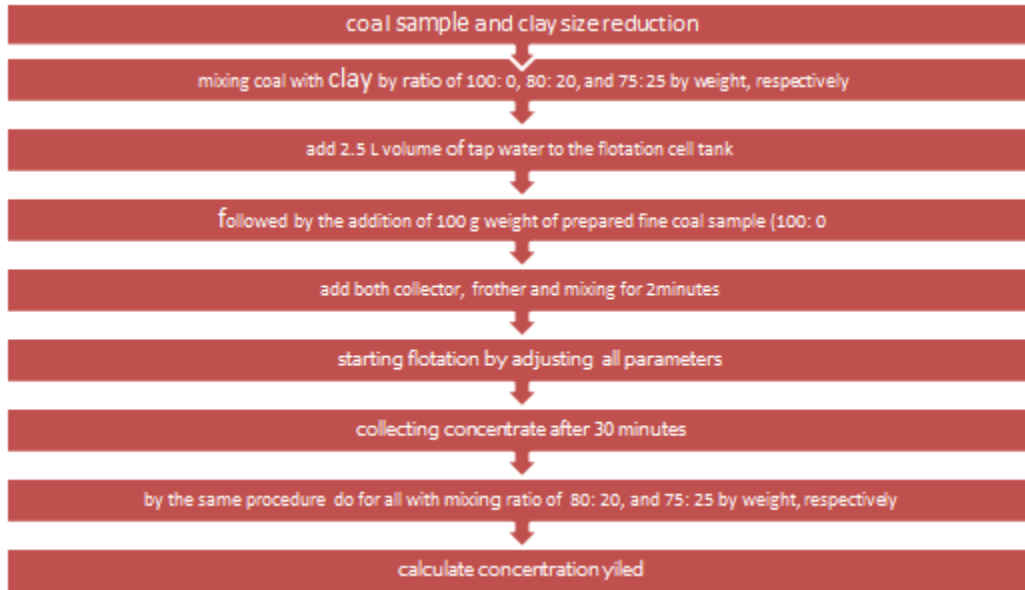 coal sample and clay size reduction
mixing coal with clay by ratio of 100: 0, 80: 20, and 75: 25 by weight, respectively
add 2.5 L volume of tap water to the flotation cell tank
followed by the addition of 100 g weight of prepared fine coal sample (100: 0
add both collector, frother and mixing for 2minutes
starting flotation by adjusting all parameters
collecting concentrate after 30 minutes
by the same procedure do for all with mixing ratio of 80: 20, and 75: 25 by weight, respectively
calculate concentration yiled